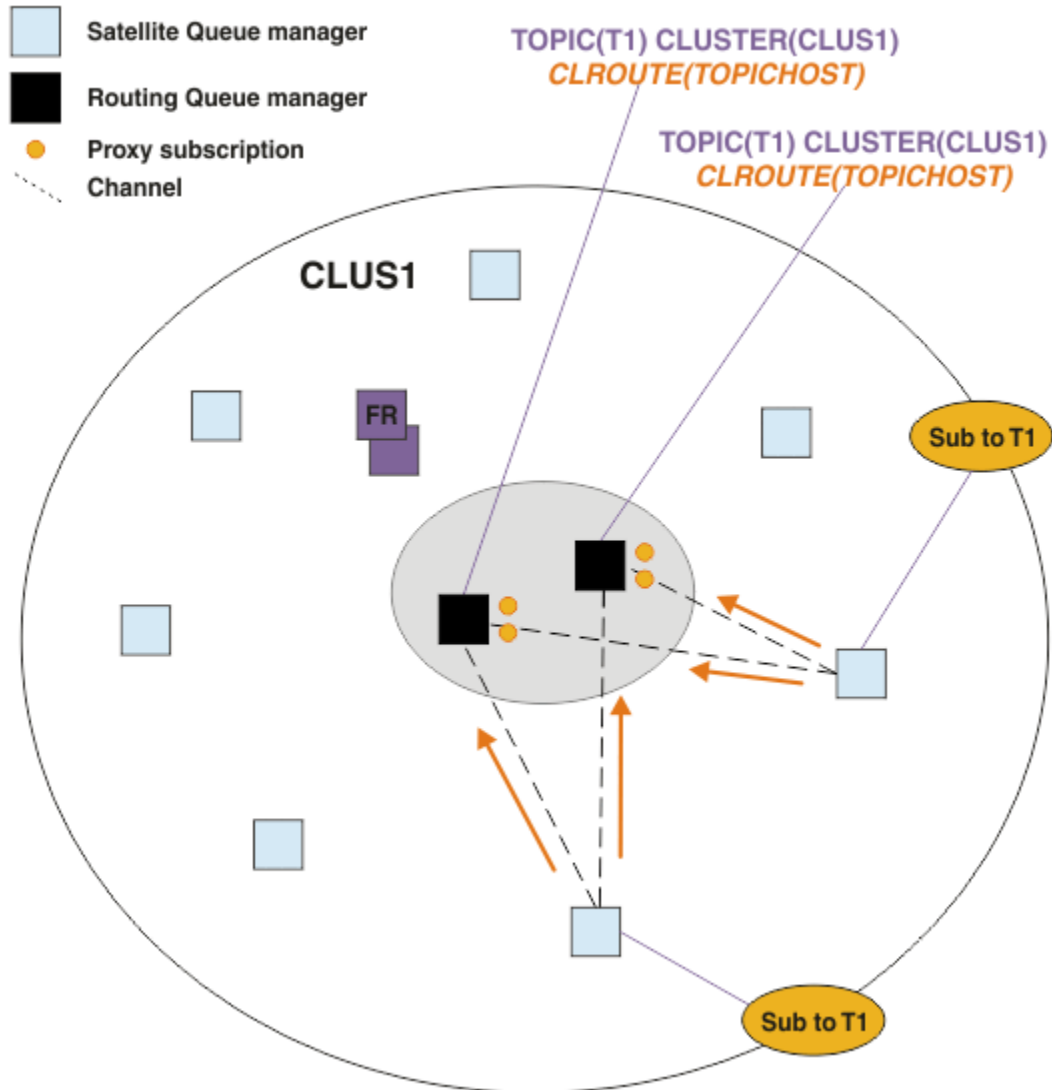 Satellite Queue manager
Routing Queue manager
Proxy subscription
Channel
TOPIC(T1) CLUSTER(CLUS1)
CLROUTE(TOPICHOST)
TOPIC(T1) CLUSTER(CLUS1)
CLROUTE(TOPICHOST)
CLUS1
FR
Sub to T1
Sub to T1